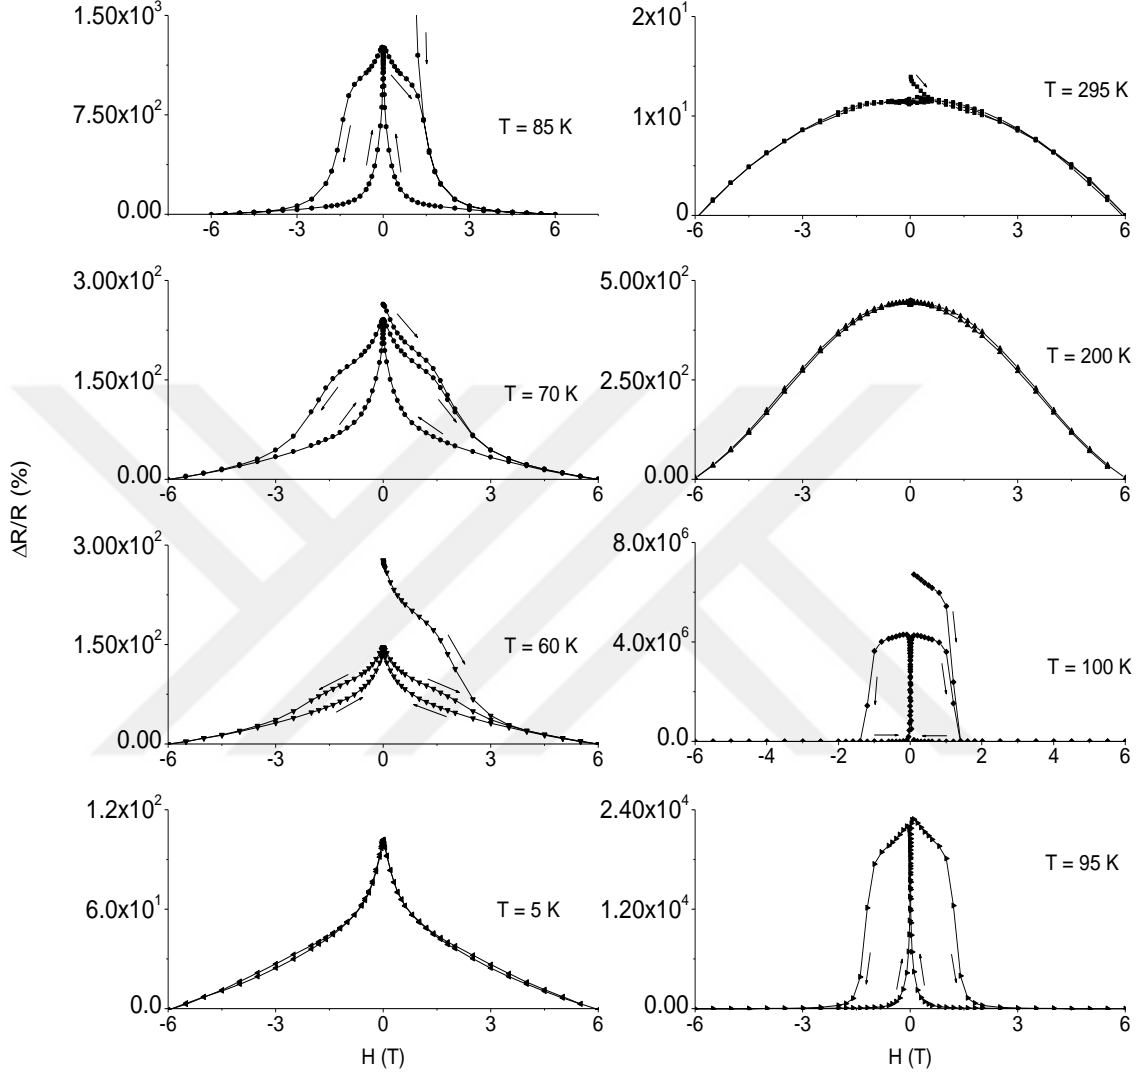 1.50x10³
7.50x10²
0.00
-6 -3 0 3 6
T = 85 K
2x10¹
1x10¹
0
-6 -3 0 3 6
T = 295 K
3.00x10²
1.50x10²
0.00
-6 -3 0 3 6
T = 70 K
5.00x10²
2.50x10²
0.00
-6 -3 0 3 6
T = 200 K
ΔR/R (%)
3.00x10²
1.50x10²
0.00
-6 -3 0 3 6
T = 60 K
8.0x10⁶
4.0x10⁶
0.0
-6 -4 -2 0 2 4 6
T = 100 K
1.2x10²
6.0x10¹
0.0
-6 -3 0 3 6
T = 5 K
H (T)
2.40x10⁴
1.20x10⁴
0.00
-6 -3 0 3 6
T = 95 K
H (T)